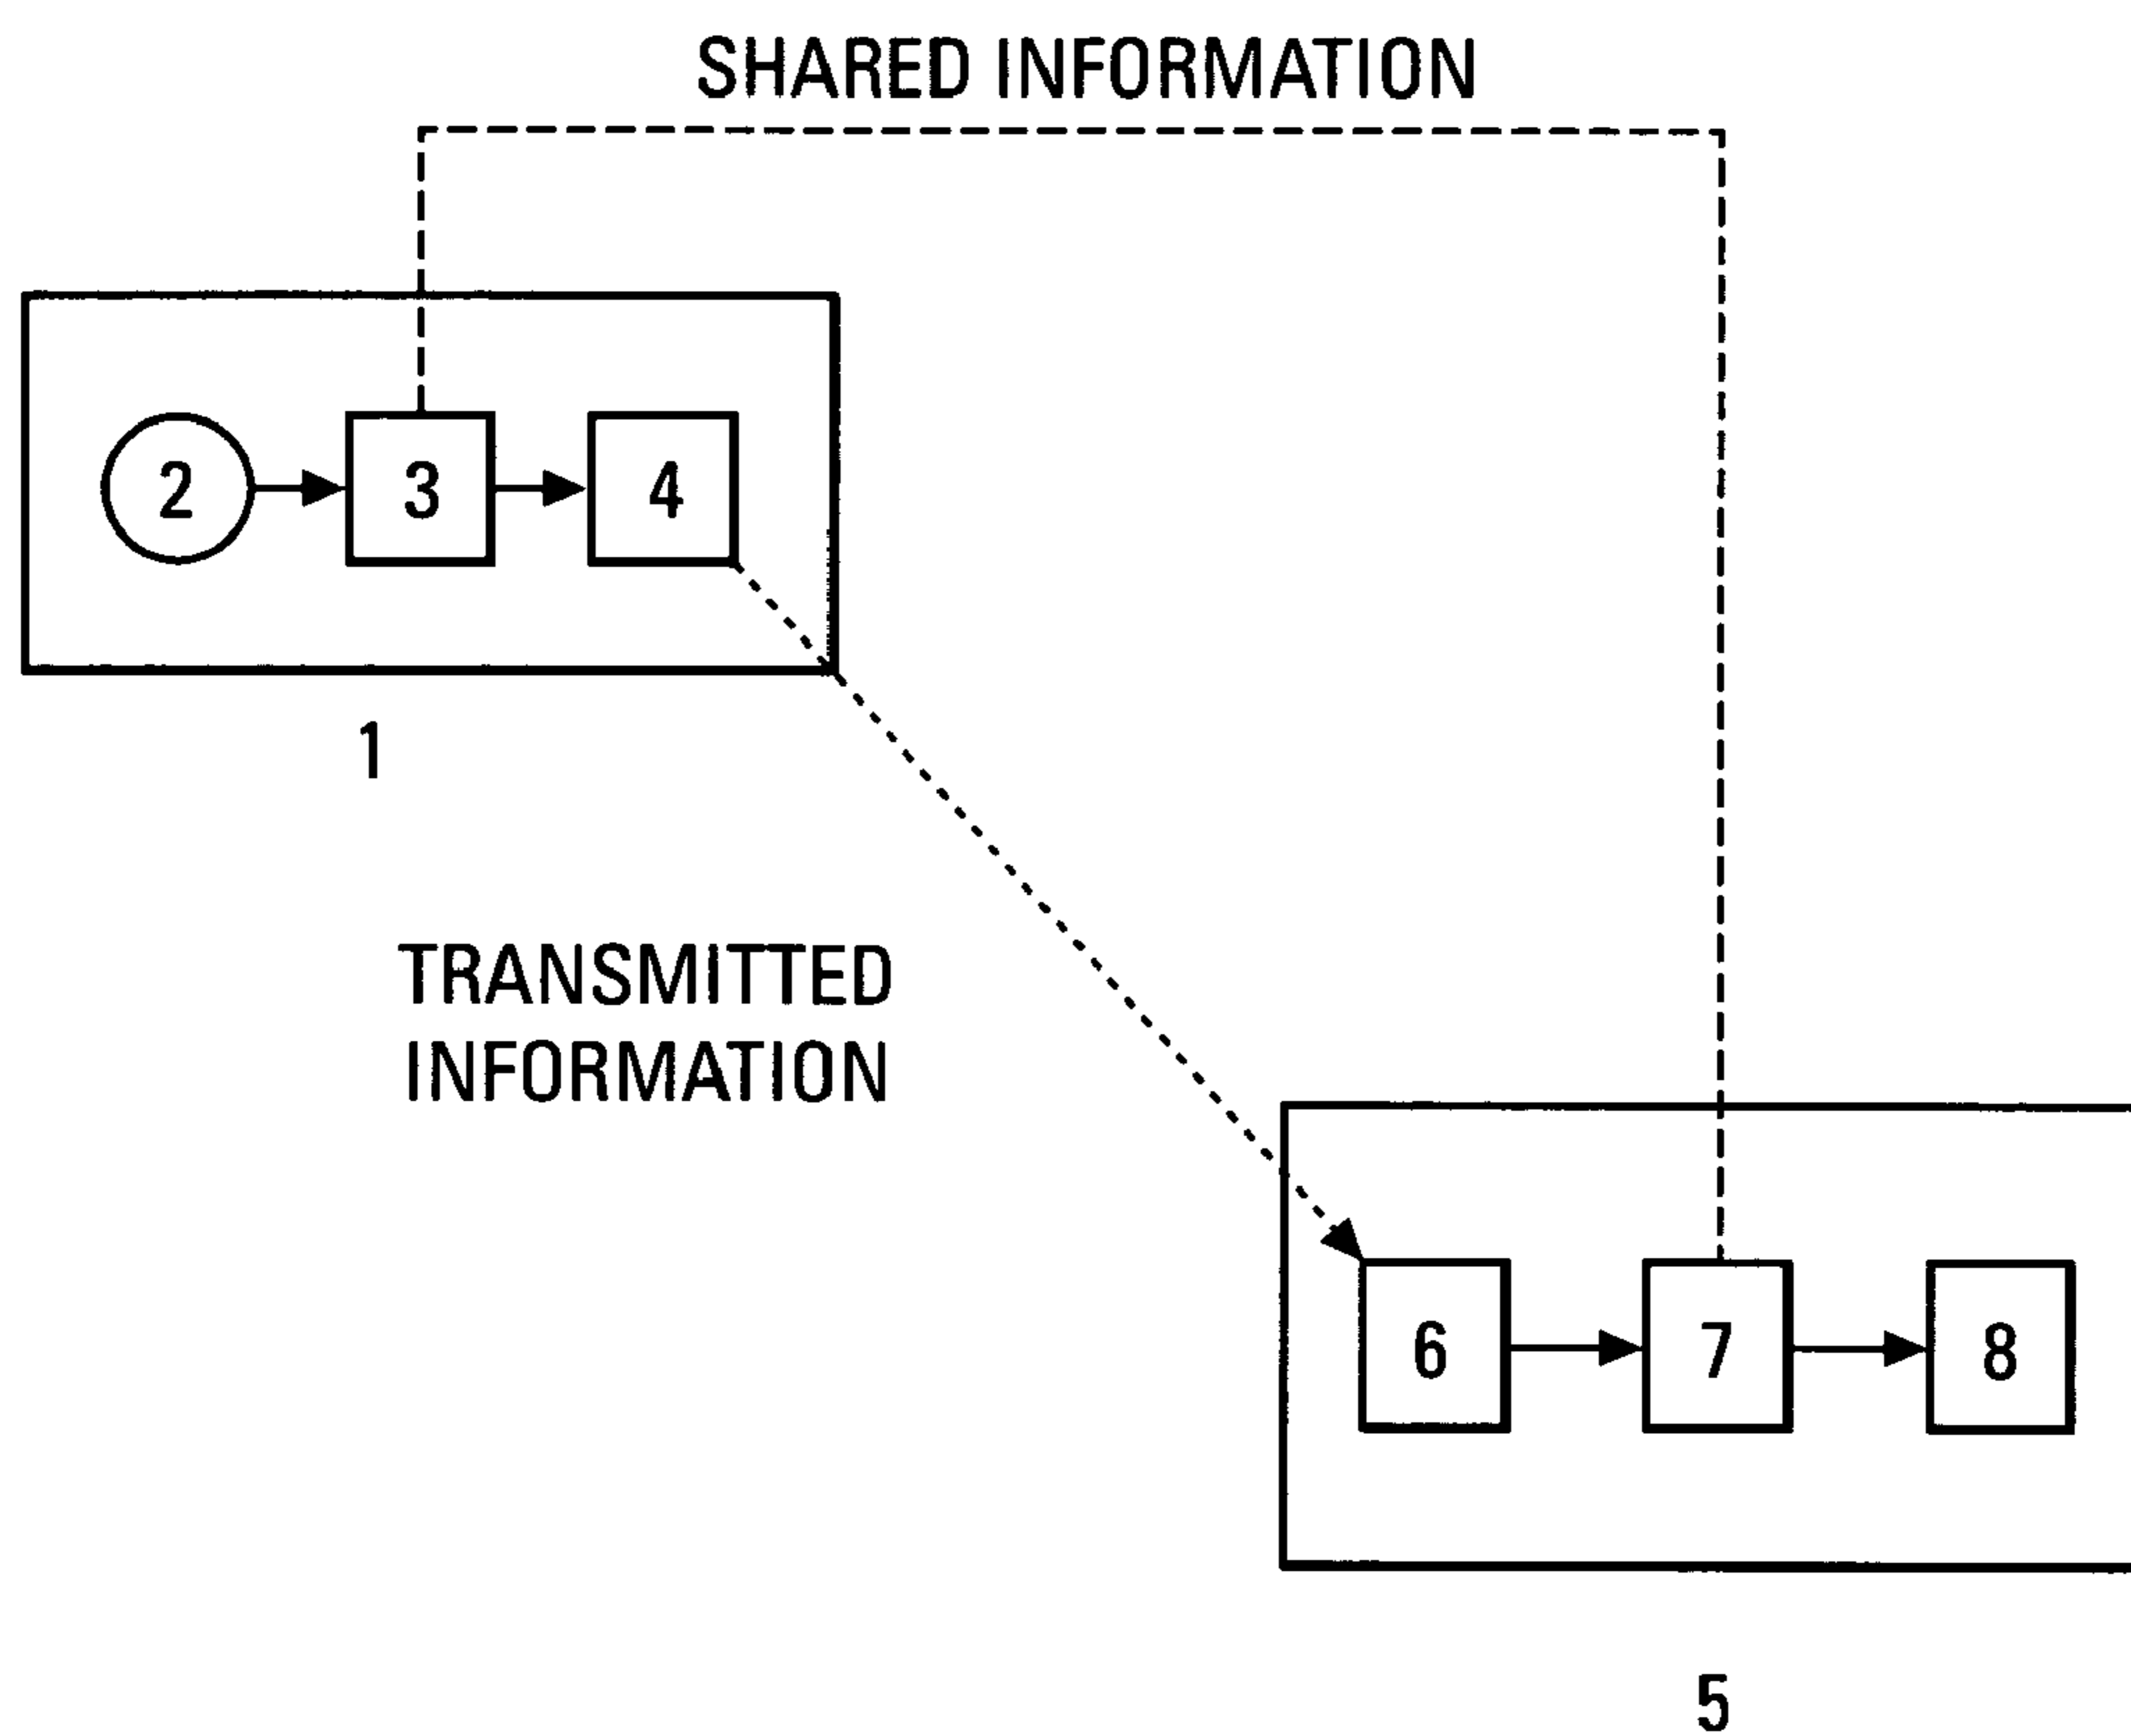 SHARED INFORMATION
2
3
4
1
TRANSMITTED
INFORMATION
6
7
8
5